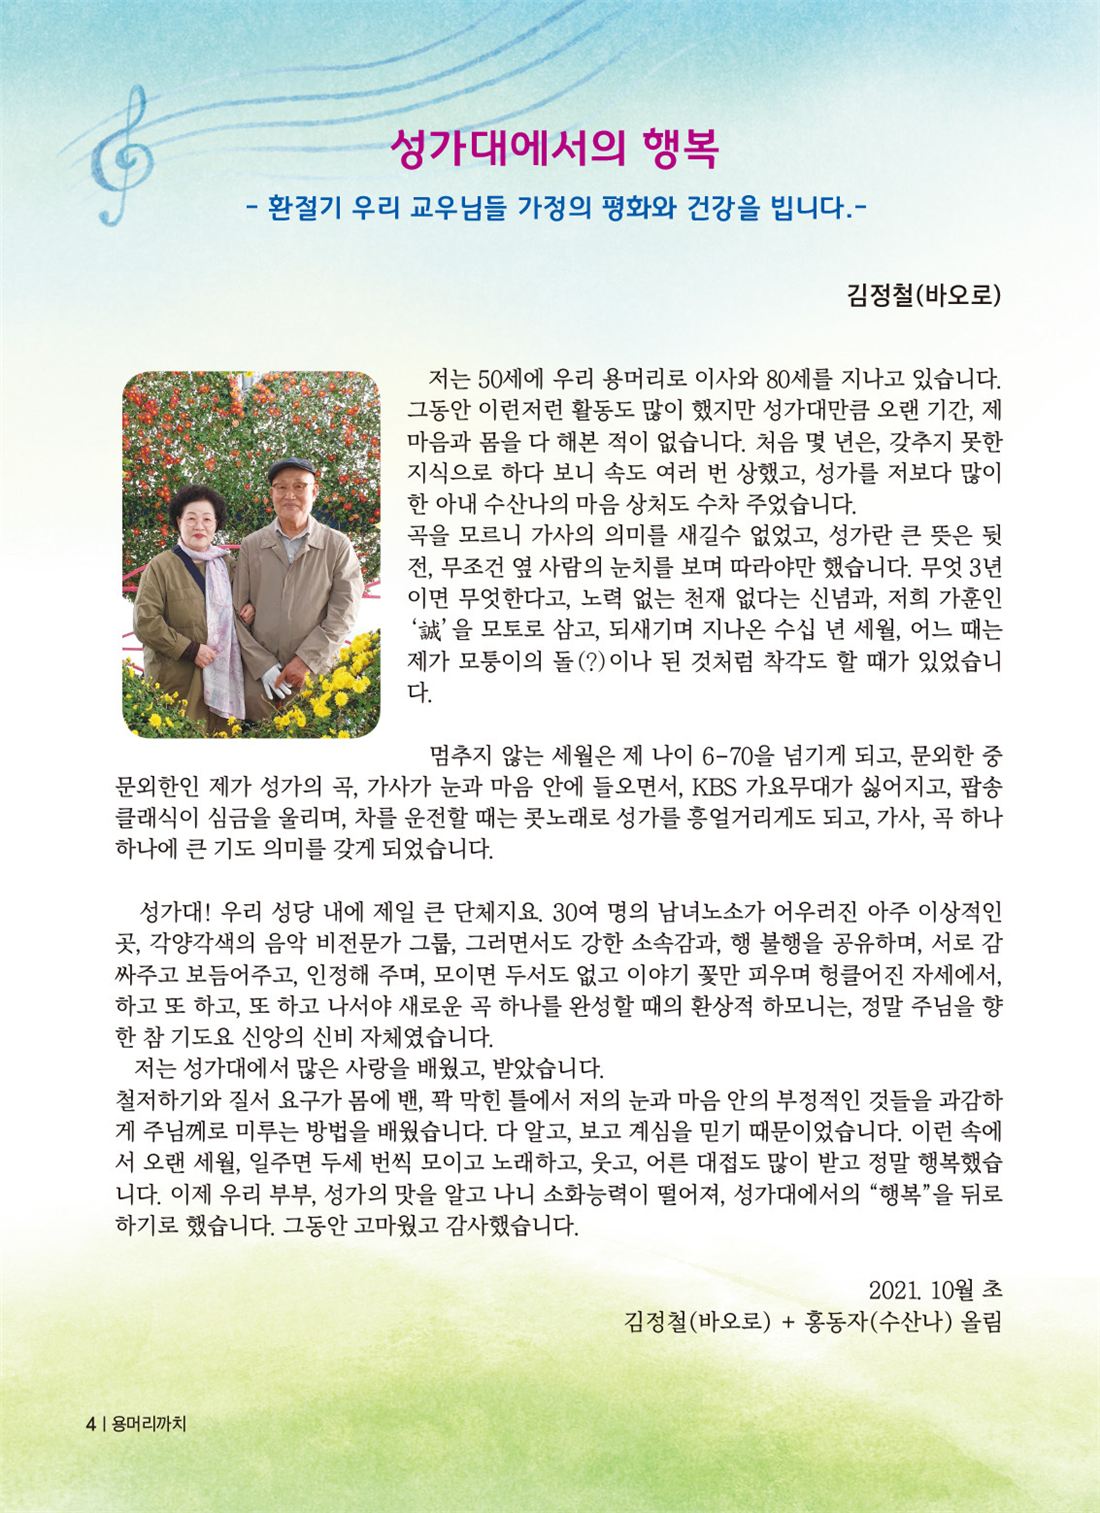 성가대에서의 행복
- 환절기 우리 교우님들 가정의 평화와 건강을 빕니다.-
김정철(바오로)
저는 50세에 우리 용머리로 이사와 80세를 지나고 있습니다.
그동안 이런저런 활동도 많이 했지만 성가대만큼 오랜 기간, 제
마음과 몸을 다 해본 적이 없습니다. 처음 몇 년은, 갖추지 못한
지식으로 하다 보니 속도 여러 번 상했고, 성가를 저보다 많이
한 아내 수산나의 마음 상처도 수차 주었습니다.
곡을 모르니 가사의 의미를 새길수 없었고, 성가란 큰 뜻은 뒷
전, 무조건 옆 사람의 눈치를 보며 따라야만 했습니다. 무엇 3년
이면 무엇한다고, 노력 없는 천재 없다는 신념과, 저희 가훈인
‘誠’을 모토로 삼고, 되새기며 지나온 수십 년 세월, 어느 때는
제가 모퉁이의 돌(?)이나 된 것처럼 착각도 할 때가 있었습니
다.
멈추지 않는 세월은 제 나이 6-70을 넘기게 되고, 문외한 중
문외한인 제가 성가의 곡, 가사가 눈과 마음 안에 들오면서, KBS 가요무대가 싫어지고, 팝송
클래식이 심금을 울리며, 차를 운전할 때는 콧노래로 성가를 흥얼거리게도 되고, 가사, 곡 하나
하나에 큰 기도 의미를 갖게 되었습니다.
성가대! 우리 성당 내에 제일 큰 단체지요. 30여 명의 남녀노소가 어우러진 아주 이상적인
곳, 각양각색의 음악 비전문가 그룹, 그러면서도 강한 소속감과, 행 불행을 공유하며, 서로 감
싸주고 보듬어주고, 인정해 주며, 모이면 두서도 없고 이야기 꽃만 피우며 헝클어진 자세에서,
하고 또 하고, 또 하고 나서야 새로운 곡 하나를 완성할 때의 환상적 하모니는, 정말 주님을 향
한 참 기도요 신앙의 신비 자체였습니다.
저는 성가대에서 많은 사랑을 배웠고, 받았습니다.
철저하기와 질서 요구가 몸에 밴, 꽉 막힌 틀에서 저의 눈과 마음 안의 부정적인 것들을 과감하
게 주님께로 미루는 방법을 배웠습니다. 다 알고, 보고 계심을 믿기 때문이었습니다. 이런 속에
서 오랜 세월, 일주면 두세 번씩 모이고 노래하고, 웃고, 어른 대접도 많이 받고 정말 행복했습
니다. 이제 우리 부부, 성가의 맛을 알고 나니 소화능력이 떨어져, 성가대에서의 “행복”을 뒤로
하기로 했습니다. 그동안 고마웠고 감사했습니다.
2021. 10월 초
김정철(바오로) + 홍동자(수산나) 올림
4 | 용머리까치